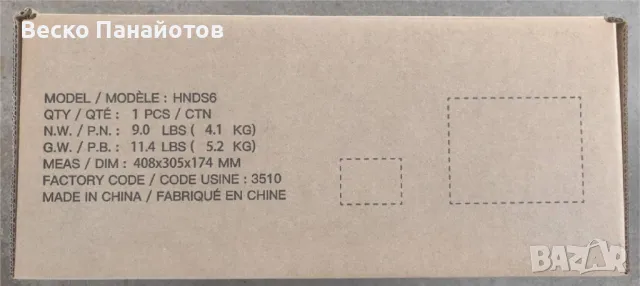 Веско Панайотов
MODEL / MODÈLE : HNDS6
QTY / QTÉ : 1 PCS / CTN
N.W. / P.N. : 9.0 LBS ( 4.1 KG)
G.W. / P.B. : 11.4 LBS ( 5.2 KG)
MEAS / DIM : 408x305x174 MM
FACTORY CODE / CODE USINE : 3510
MADE IN CHINA / FABRIQUÉ EN CHINE
BAZAR